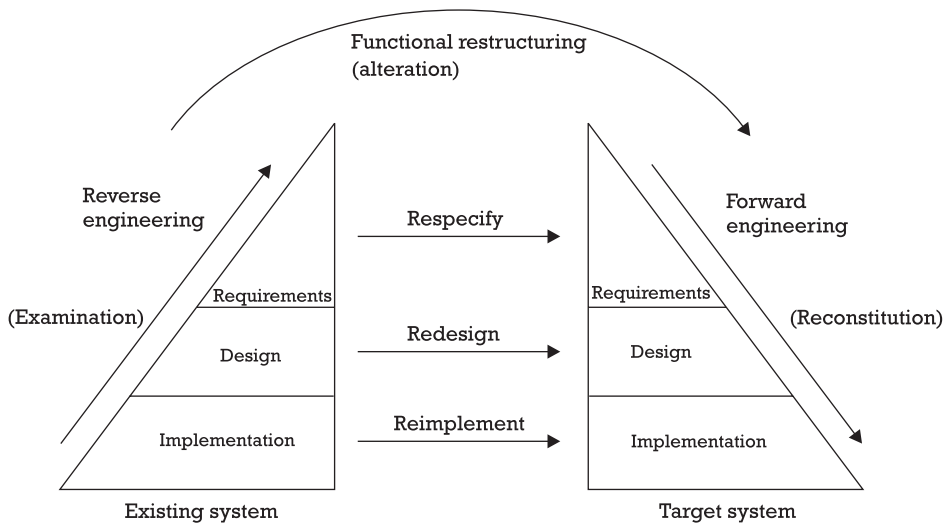 Functional restructuring
(alteration)
Reverse
engineering
Forward
engineering
Respecify
(Examination)
Requirements
Requirements
(Reconstitution)
Redesign
Design
Design
Reimplement
Implementation
Implementation
Existing system
Target system